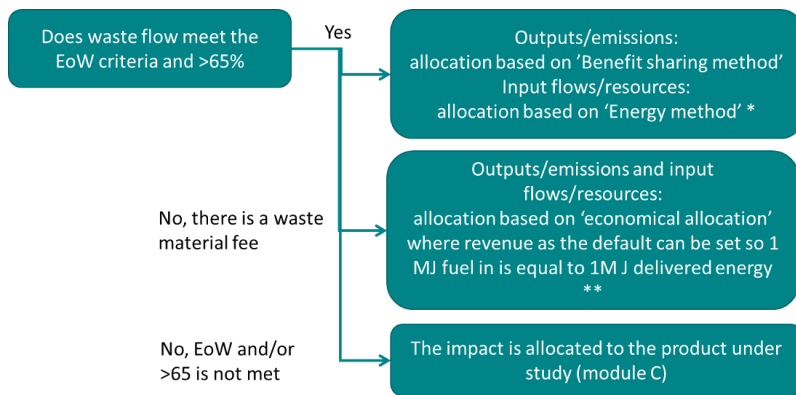 Does waste flow meet the
EoW criteria and >65%
Yes
Outputs/emissions:
allocation based on ’Benefit sharing method’
Input flows/resources:
allocation based on ‘Energy method’ *
No, there is a waste
material fee
Outputs/emissions and input
flows/resources:
allocation based on ‘economical allocation’
where revenue as the default can be set so 1
MJ fuel in is equal to 1M J delivered energy
**
No, EoW and/or
>65 is not met
The impact is allocated to the product under
study (module C)